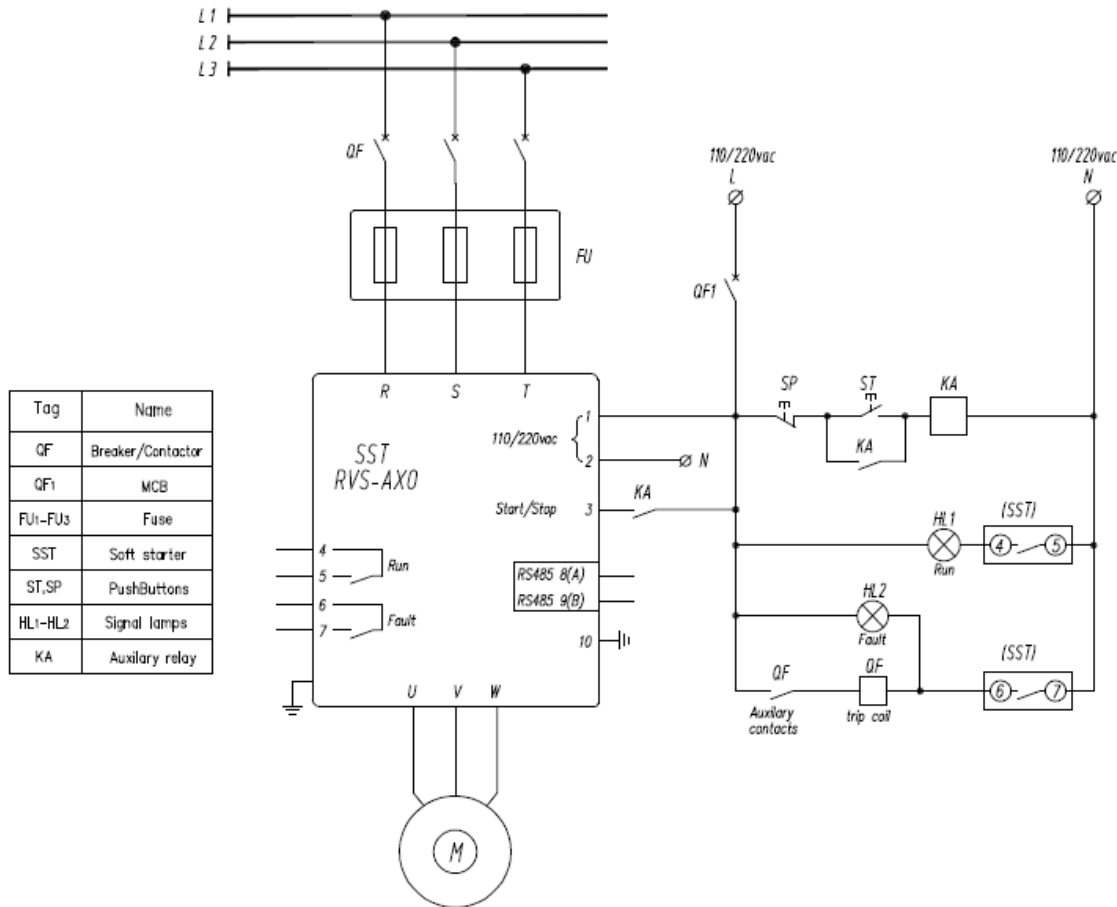 L1
L2
L3
QF
FU
110/220vac
L
110/220vac
N
QF1
R S T
SST
RVS-AX0
110/220vac
1
2
N
Start/Stop 3
KA
SP ST KA
KA
4
5
Run
6
7
Fault
RS485 8(A)
RS485 9(B)
10
U V W
M
HL1
Run
(SST)
4 5
HL2
Fault
QF
Auxilary
contacts
QF
trip coil
(SST)
6 7
Tag Name
QF Breaker/Contactor
QF1 MCB
FU1-FU3 Fuse
SST Soft starter
ST,SP PushButtons
HL1-HL2 Signal lamps
KA Auxilary relay